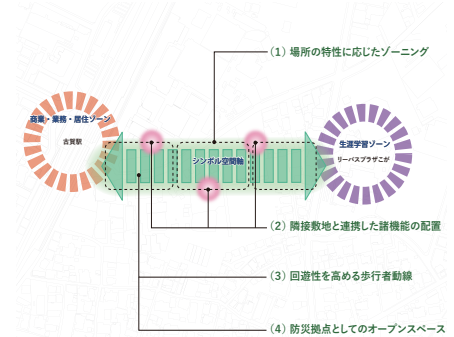 (1) 場所の特性に応じたゾーニング
商業・業務・居住ゾーン
古賀駅
シンボル空間軸
生涯学習ゾーン
リーパスプラザこが
(2) 隣接敷地と連携した諸機能の配置
(3) 回遊性を高める歩行者動線
(4) 防災拠点としてのオープンスペース